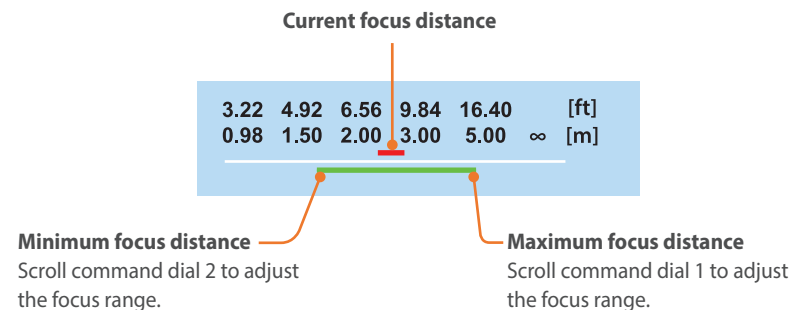 Current focus distance
3.22 4.92 6.56 9.84 16.40 [ft]
0.98 1.50 2.00 3.00 5.00 ∞ [m]
Minimum focus distance
Scroll command dial 2 to adjust
the focus range.
Maximum focus distance
Scroll command dial 1 to adjust
the focus range.